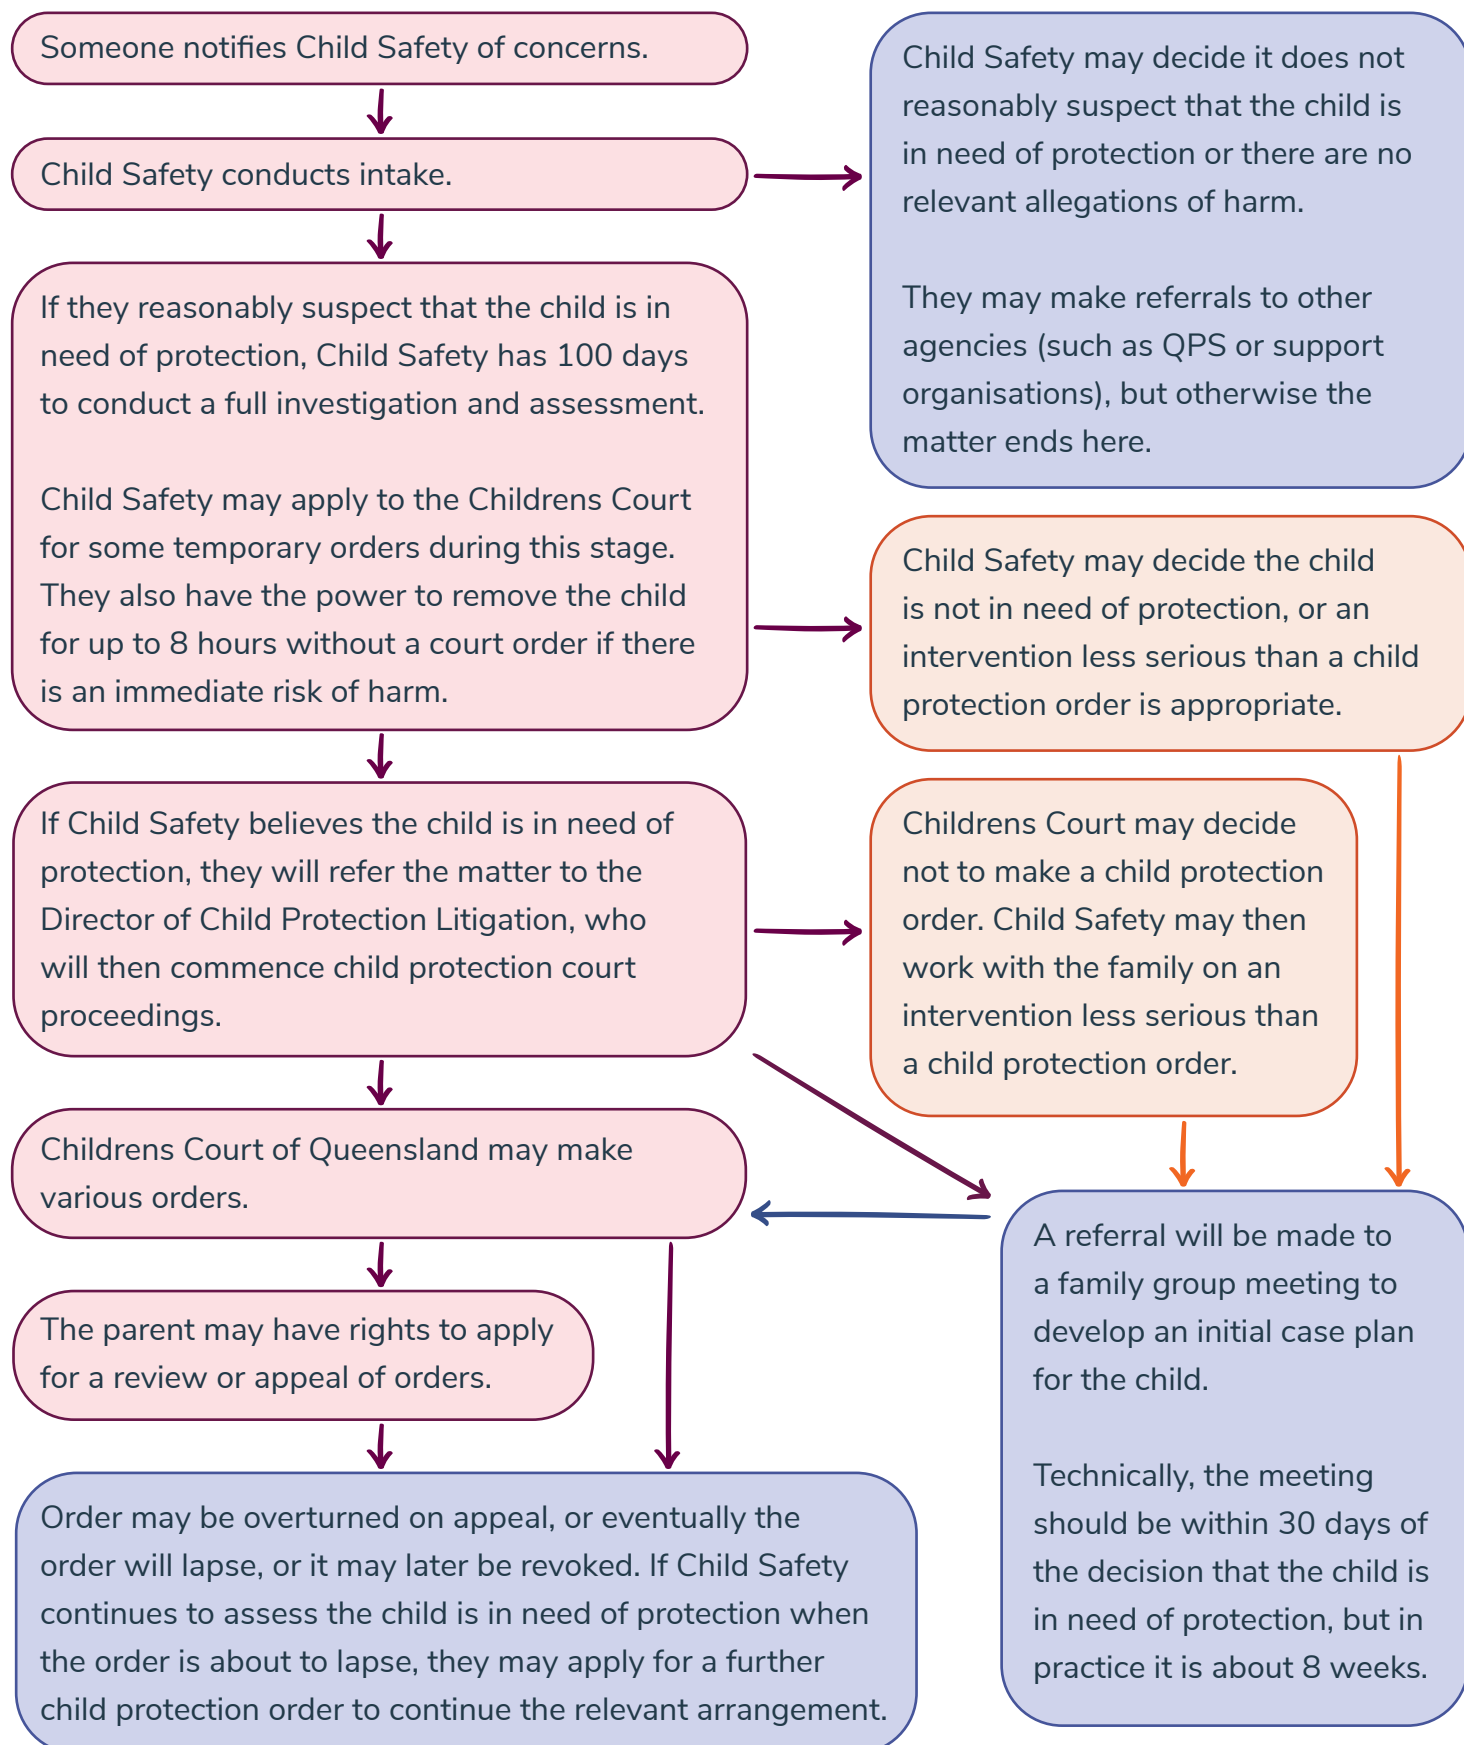 Someone notifies Child Safety of concerns.
Child Safety conducts intake.
Child Safety may decide it does not
reasonably suspect that the child is
in need of protection or there are no
relevant allegations of harm.
They may make referrals to other
agencies (such as QPS or support
organisations), but otherwise the
matter ends here.
If they reasonably suspect that the child is in
need of protection, Child Safety has 100 days
to conduct a full investigation and assessment.
Child Safety may apply to the Childrens Court
for some temporary orders during this stage.
They also have the power to remove the child
for up to 8 hours without a court order if there
is an immediate risk of harm.
Child Safety may decide the child
is not in need of protection, or an
intervention less serious than a child
protection order is appropriate.
If Child Safety believes the child is in need of
protection, they will refer the matter to the
Director of Child Protection Litigation, who
will then commence child protection court
proceedings.
Childrens Court may decide
not to make a child protection
order. Child Safety may then
work with the family on an
intervention less serious than
a child protection order.
Childrens Court of Queensland may make
various orders.
A referral will be made to
a family group meeting to
develop an initial case plan
for the child.
Technically, the meeting
should be within 30 days of
the decision that the child is
in need of protection, but in
practice it is about 8 weeks.
The parent may have rights to apply
for a review or appeal of orders.
Order may be overturned on appeal, or eventually the
order will lapse, or it may later be revoked. If Child Safety
continues to assess the child is in need of protection when
the order is about to lapse, they may apply for a further
child protection order to continue the relevant arrangement.